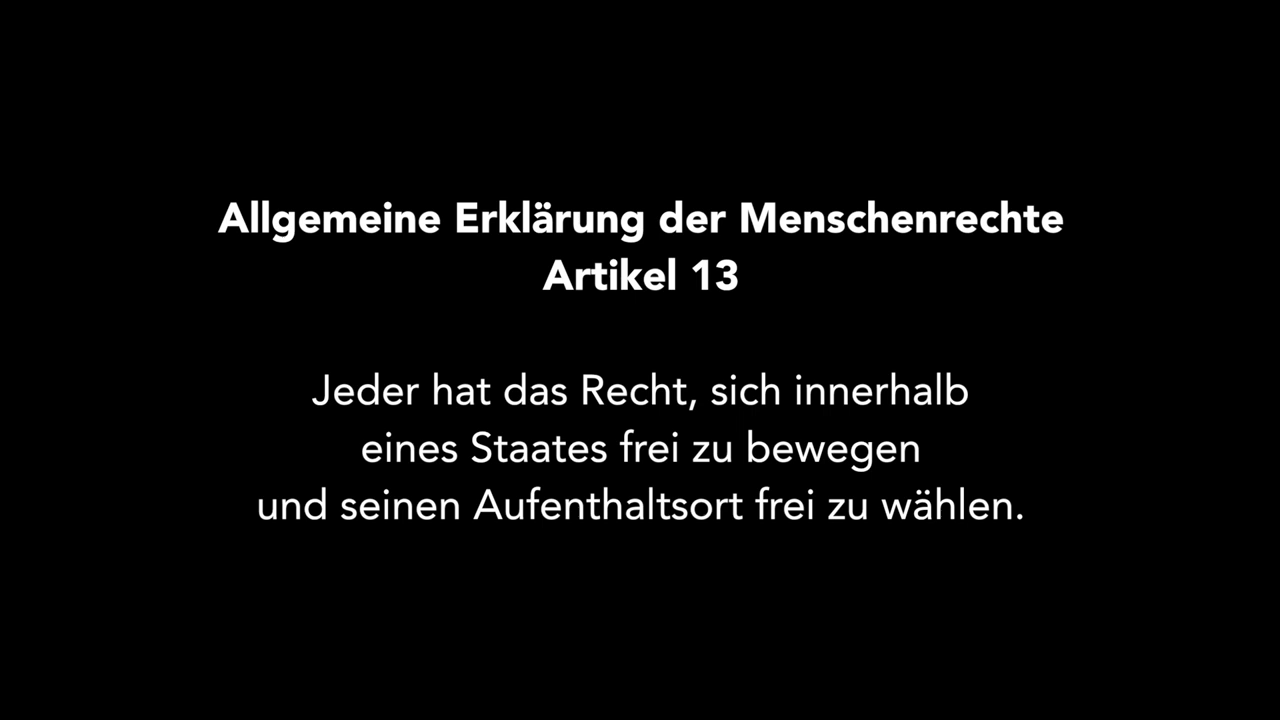 Allgemeine Erklärung der Menschenrechte
Artikel 13
Jeder hat das Recht, sich innerhalb
eines Staates frei zu bewegen
und seinen Aufenthaltsort frei zu wählen.